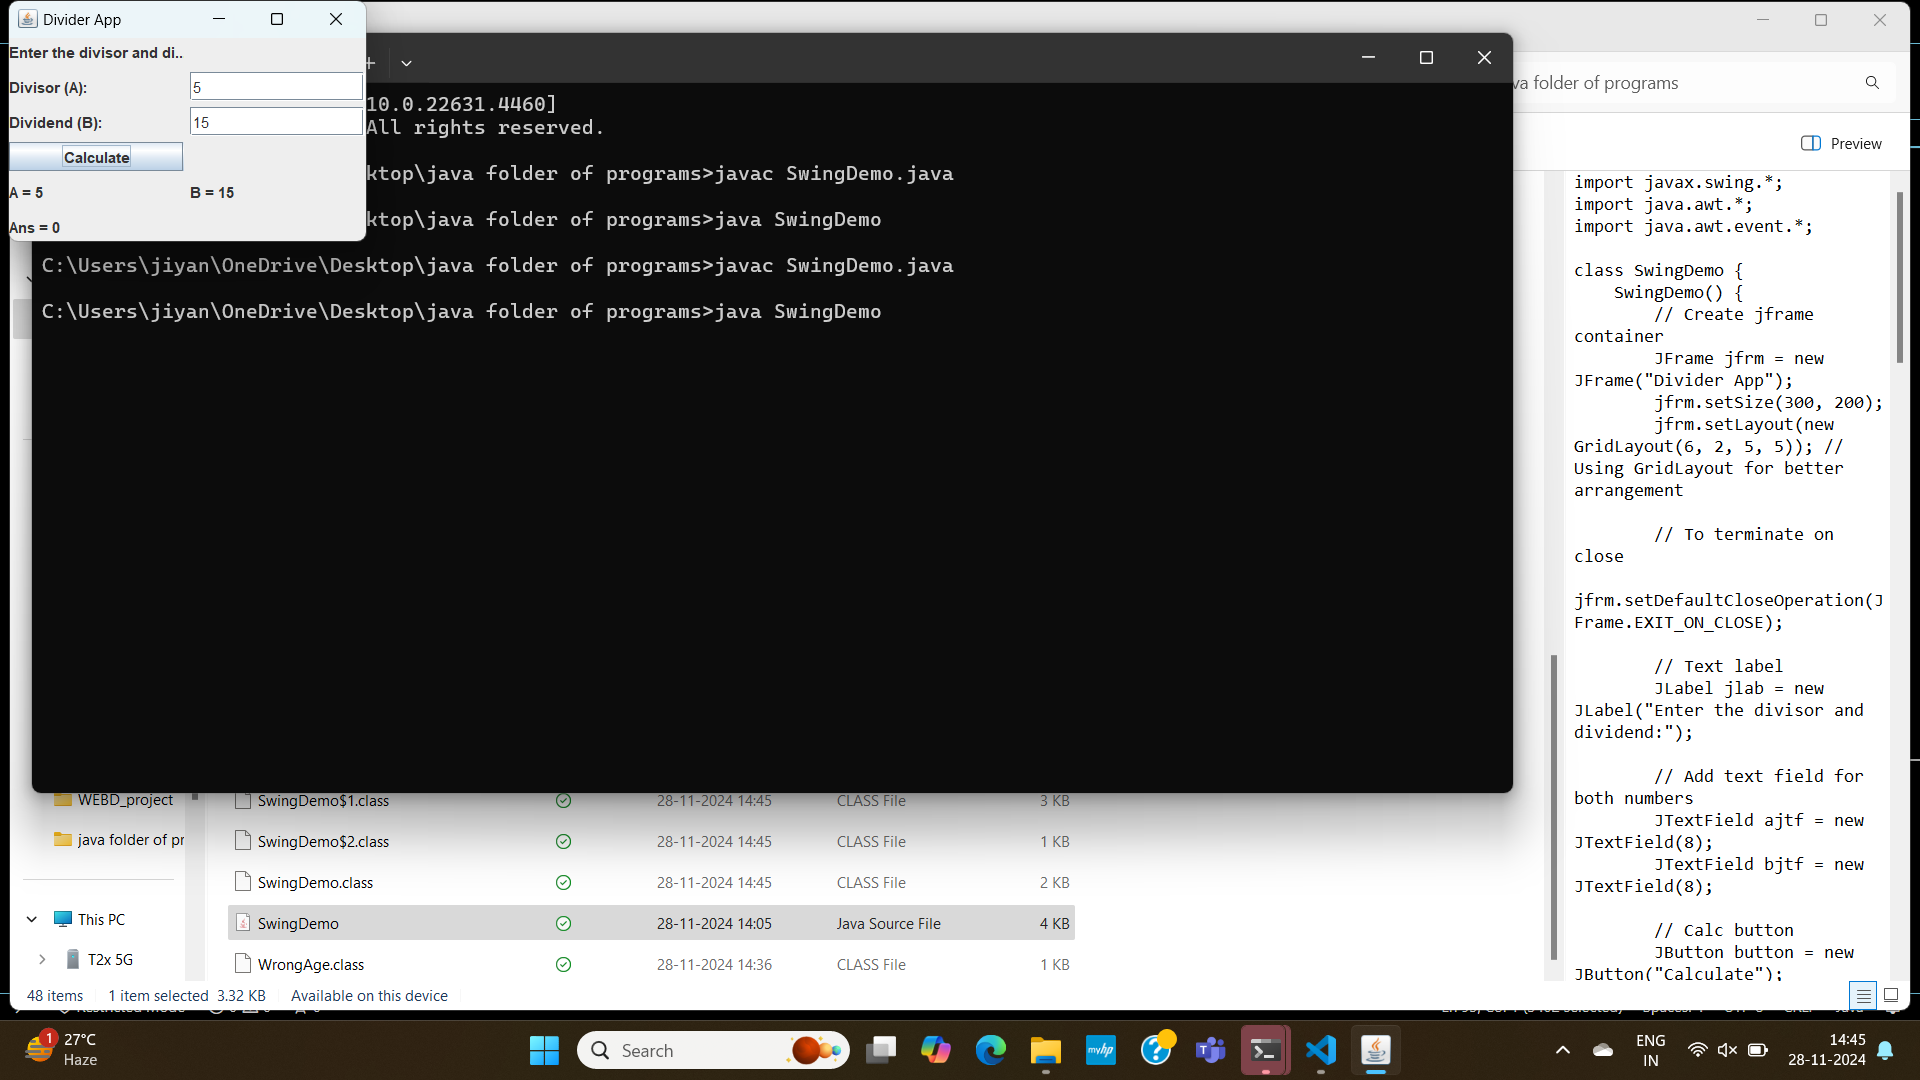 Divider App
Enter the divisor and di..
Divisor (A):
5
Dividend (B):
15
Calculate
A = 5
B = 15
Ans = 0
10.0.22631.4460]
All rights reserved.
ktop\java folder of programs>javac SwingDemo.java
ktop\java folder of programs>java SwingDemo
C:\Users\jiyan\OneDrive\Desktop\java folder of programs>javac SwingDemo.java
C:\Users\jiyan\OneDrive\Desktop\java folder of programs>java SwingDemo
va folder of programs
Preview
import javax.swing.*;
import java.awt.*;
import java.awt.event.*;
class SwingDemo {
SwingDemo() {
// Create jframe
container
JFrame jfrm = new
JFrame("Divider App");
jfrm.setSize(300, 200);
jfrm.setLayout(new
GridLayout(6, 2, 5, 5)); //
Using GridLayout for better
arrangement
// To terminate on
close
jfrm.setDefaultCloseOperation(J
Frame.EXIT_ON_CLOSE);
// Text label
JLabel jlab = new
JLabel("Enter the divisor and
dividend:");
// Add text field for
both numbers
JTextField ajtf = new
JTextField(8);
JTextField bjtf = new
JTextField(8);
// Calc button
JButton button = new
JButton("Calculate");
WEBD_project
java folder of pr
This PC
T2x 5G
SwingDemo$1.class 28-11-2024 14:45 CLASS File 3 KB
SwingDemo$2.class 28-11-2024 14:45 CLASS File 1 KB
SwingDemo.class 28-11-2024 14:45 CLASS File 2 KB
SwingDemo 28-11-2024 14:05 Java Source File 4 KB
WrongAge.class 28-11-2024 14:36 CLASS File 1 KB
48 items 1 item selected 3.32 KB Available on this device
1
27°C
Haze
Search
myhp
ENG
IN
14:45
28-11-2024